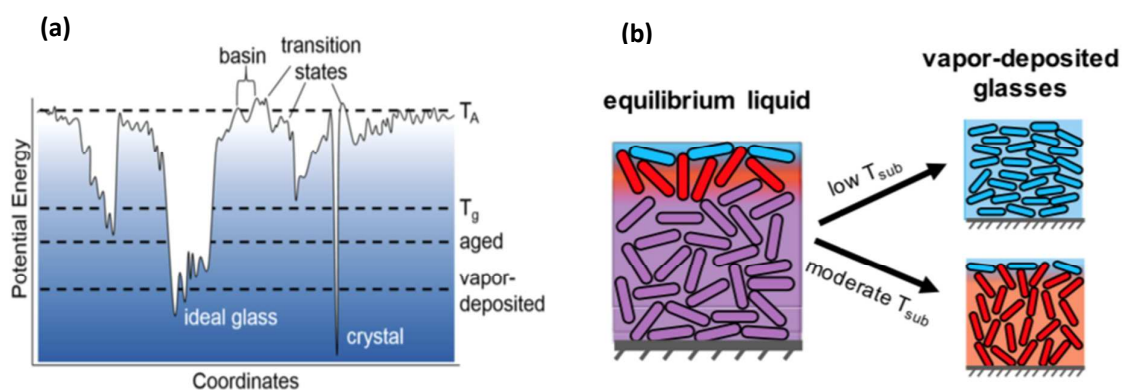 (a)
transition
states
basin
T_A
T_g
aged
vapor-
deposited
ideal glass
crystal
Potential Energy
Coordinates
(b)
equilibrium liquid
vapor-deposited
glasses
low T_sub
moderate T_sub